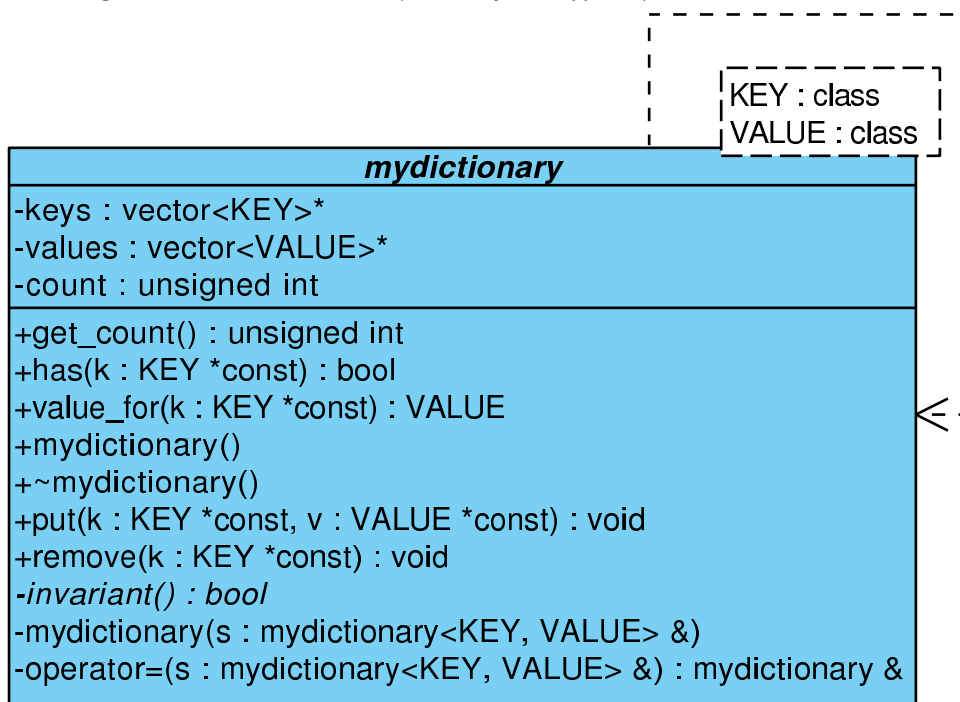 KEY : class
VALUE : class
mydictionary
-keys : vector<KEY>*
-values : vector<VALUE>*
-count : unsigned int
+get_count() : unsigned int
+has(k : KEY *const) : bool
+value_for(k : KEY *const) : VALUE
+mydictionary()
+~mydictionary()
+put(k : KEY *const, v : VALUE *const) : void
+remove(k : KEY *const) : void
-invariant() : bool
-mydictionary(s : mydictionary<KEY, VALUE> &)
-operator=(s : mydictionary<KEY, VALUE> &) : mydictionary &